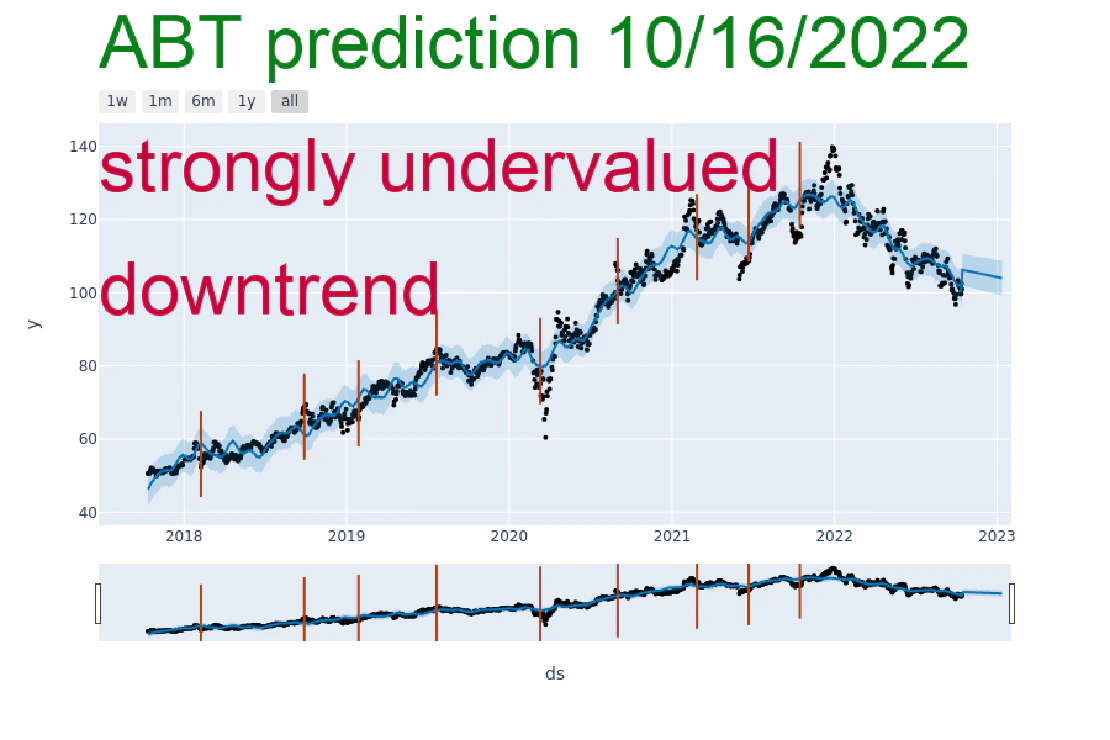 ABT prediction 10/16/2022
1w 1m 6m 1y all
140
strongly undervalued
120
downtrend
100
y
80
60
40
2018 2019 2020 2021 2022 2023
ds